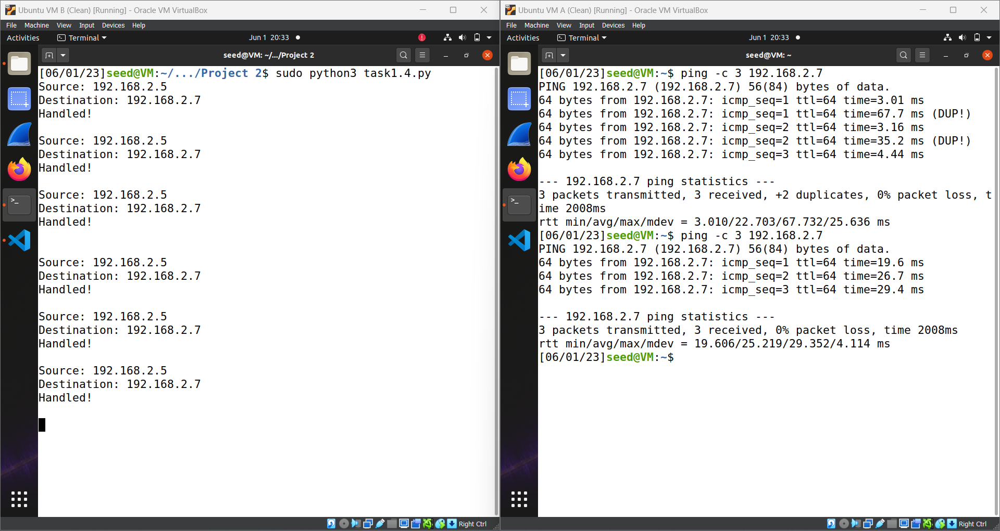 Ubuntu VM B (Clean) [Running] - Oracle VM VirtualBox
File Machine View Input Devices Help
Activities Terminal Jun 1 20:33
seed@VM: ~/.../Project 2
[06/01/23]seed@VM:~/.../Project 2$ sudo python3 task1.4.py
Source: 192.168.2.5
Destination: 192.168.2.7
Handled!
Source: 192.168.2.5
Destination: 192.168.2.7
Handled!
Source: 192.168.2.5
Destination: 192.168.2.7
Handled!
Source: 192.168.2.5
Destination: 192.168.2.7
Handled!
Source: 192.168.2.5
Destination: 192.168.2.7
Handled!
Source: 192.168.2.5
Destination: 192.168.2.7
Handled!
Right Ctrl
Ubuntu VM A (Clean) [Running] - Oracle VM VirtualBox
File Machine View Input Devices Help
Activities Terminal Jun 1 20:33
seed@VM: ~
[06/01/23]seed@VM:~$ ping -c 3 192.168.2.7
PING 192.168.2.7 (192.168.2.7) 56(84) bytes of data.
64 bytes from 192.168.2.7: icmp_seq=1 ttl=64 time=3.01 ms
64 bytes from 192.168.2.7: icmp_seq=1 ttl=64 time=67.7 ms (DUP!)
64 bytes from 192.168.2.7: icmp_seq=2 ttl=64 time=3.16 ms
64 bytes from 192.168.2.7: icmp_seq=2 ttl=64 time=35.2 ms (DUP!)
64 bytes from 192.168.2.7: icmp_seq=3 ttl=64 time=4.44 ms
--- 192.168.2.7 ping statistics ---
3 packets transmitted, 3 received, +2 duplicates, 0% packet loss, t
ime 2008ms
rtt min/avg/max/mdev = 3.010/22.703/67.732/25.636 ms
[06/01/23]seed@VM:~$ ping -c 3 192.168.2.7
PING 192.168.2.7 (192.168.2.7) 56(84) bytes of data.
64 bytes from 192.168.2.7: icmp_seq=1 ttl=64 time=19.6 ms
64 bytes from 192.168.2.7: icmp_seq=2 ttl=64 time=26.7 ms
64 bytes from 192.168.2.7: icmp_seq=3 ttl=64 time=29.4 ms
--- 192.168.2.7 ping statistics ---
3 packets transmitted, 3 received, 0% packet loss, time 2008ms
rtt min/avg/max/mdev = 19.606/25.219/29.352/4.114 ms
[06/01/23]seed@VM:~$
Right Ctrl